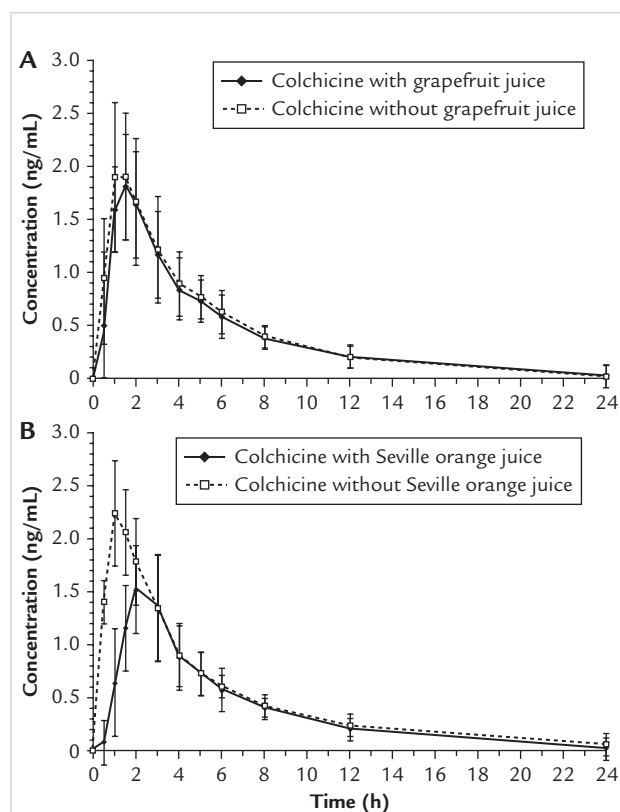 A
Concentration (ng/mL)
3.0
2.5
2.0
1.5
1.0
0.5
0
Colchicine with grapefruit juice
Colchicine without grapefruit juice
0 2 4 6 8 10 12 14 16 18 20 22 24
B
Concentration (ng/mL)
3.0
2.5
2.0
1.5
1.0
0.5
0
Colchicine with Seville orange juice
Colchicine without Seville orange juice
0 2 4 6 8 10 12 14 16 18 20 22 24
Time (h)